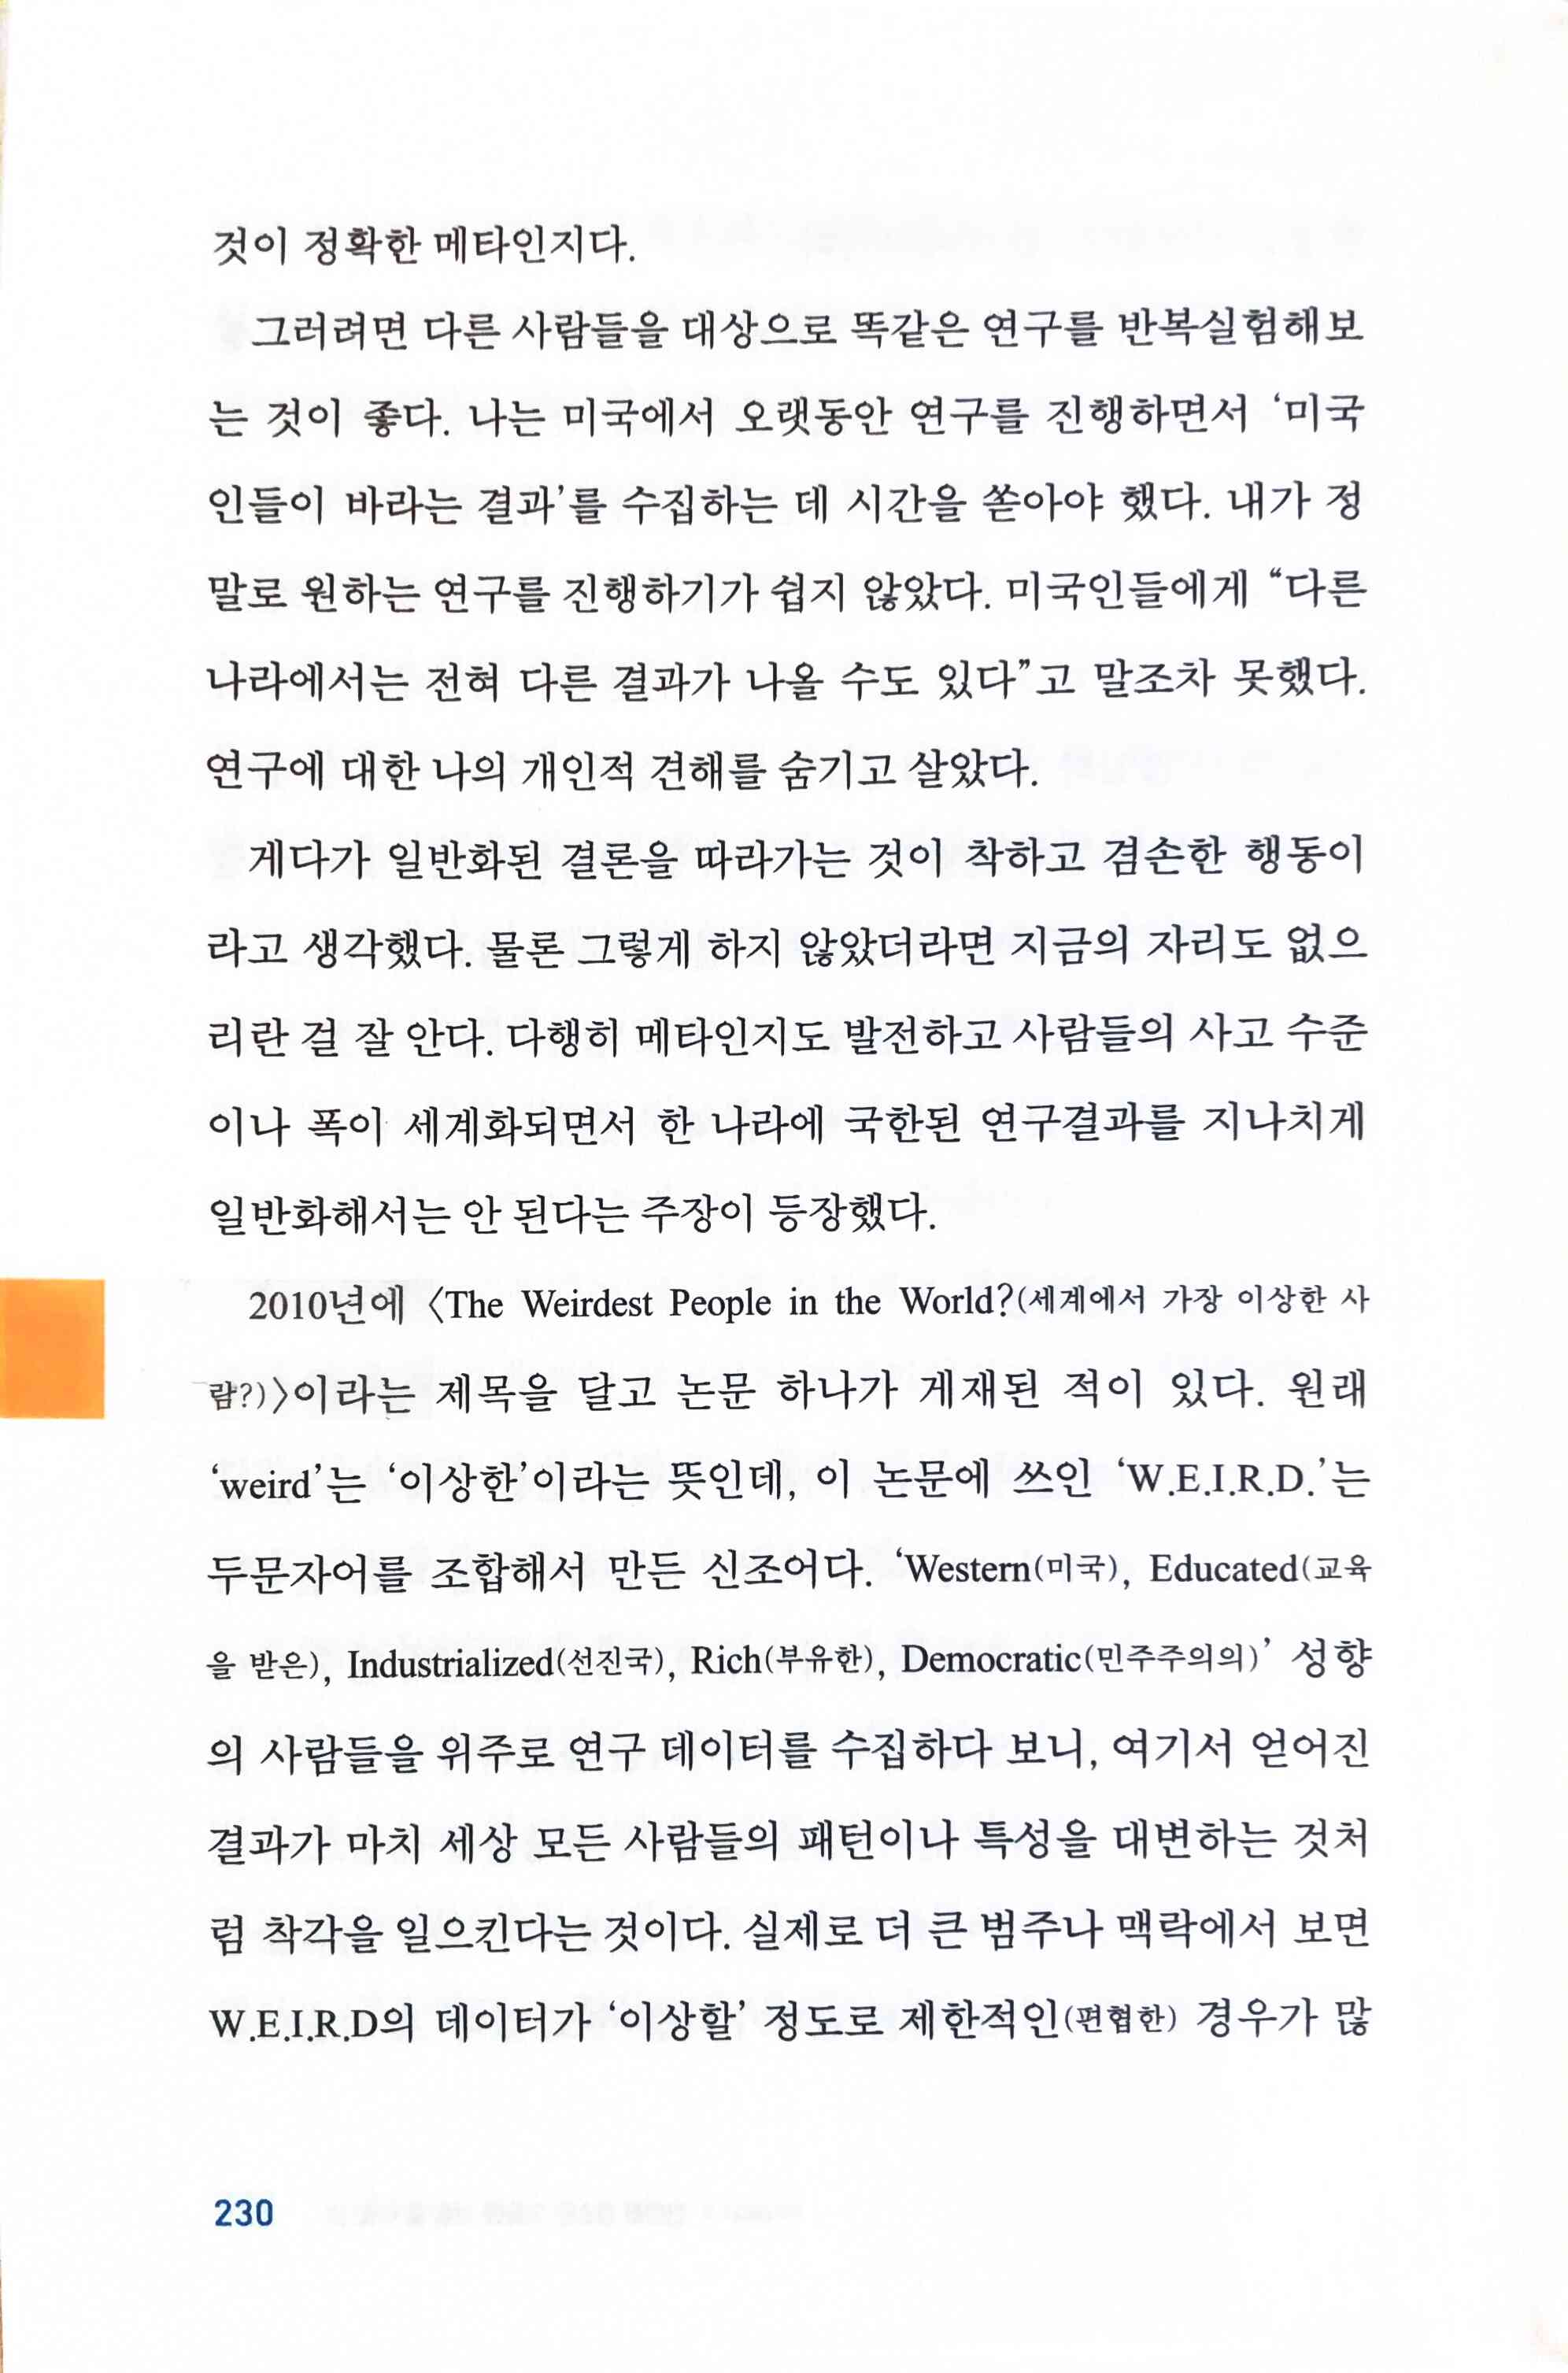 것이 정확한 메타인지다.
그러려면 다른 사람들을 대상으로 똑같은 연구를 반복실험해보
는 것이 좋다. 나는 미국에서 오랫동안 연구를 진행하면서 ‘미국
인들이 바라는 결과’를 수집하는 데 시간을 쏟아야 했다. 내가 정
말로 원하는 연구를 진행하기가 쉽지 않았다. 미국인들에게 “다른
나라에서는 전혀 다른 결과가 나올 수도 있다”고 말조차 못했다.
연구에 대한 나의 개인적 견해를 숨기고 살았다.
게다가 일반화된 결론을 따라가는 것이 착하고 겸손한 행동이
라고 생각했다. 물론 그렇게 하지 않았더라면 지금의 자리도 없으
리란 걸 잘 안다. 다행히 메타인지도 발전하고 사람들의 사고 수준
이나 폭이 세계화되면서 한 나라에 국한된 연구결과를 지나치게
일반화해서는 안 된다는 주장이 등장했다.
2010년에 〈The Weirdest People in the World?(세계에서 가장 이상한 사
람?)〉이라는 제목을 달고 논문 하나가 게재된 적이 있다. 원래
‘weird’는 ‘이상한’이라는 뜻인데, 이 논문에 쓰인 ‘W.E.I.R.D.’는
두문자어를 조합해서 만든 신조어다. ‘Western(미국), Educated(교육
을 받은), Industrialized(선진국), Rich(부유한), Democratic(민주주의의)’ 성향
의 사람들을 위주로 연구 데이터를 수집하다 보니, 여기서 얻어진
결과가 마치 세상 모든 사람들의 패턴이나 특성을 대변하는 것처
럼 착각을 일으킨다는 것이다. 실제로 더 큰 범주나 맥락에서 보면
W.E.I.R.D의 데이터가 ‘이상할’ 정도로 제한적인(편협한) 경우가 많
230